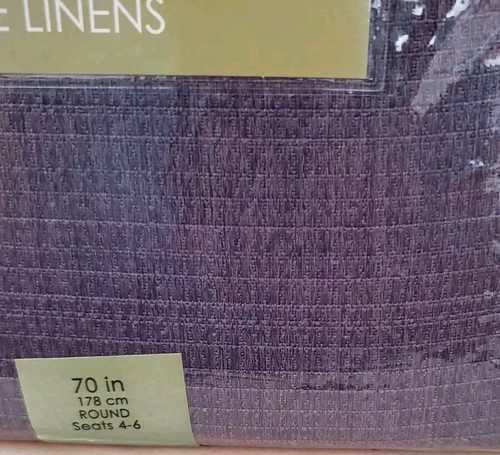 E LINENS
70 in
178 cm
ROUND
Seats 4-6